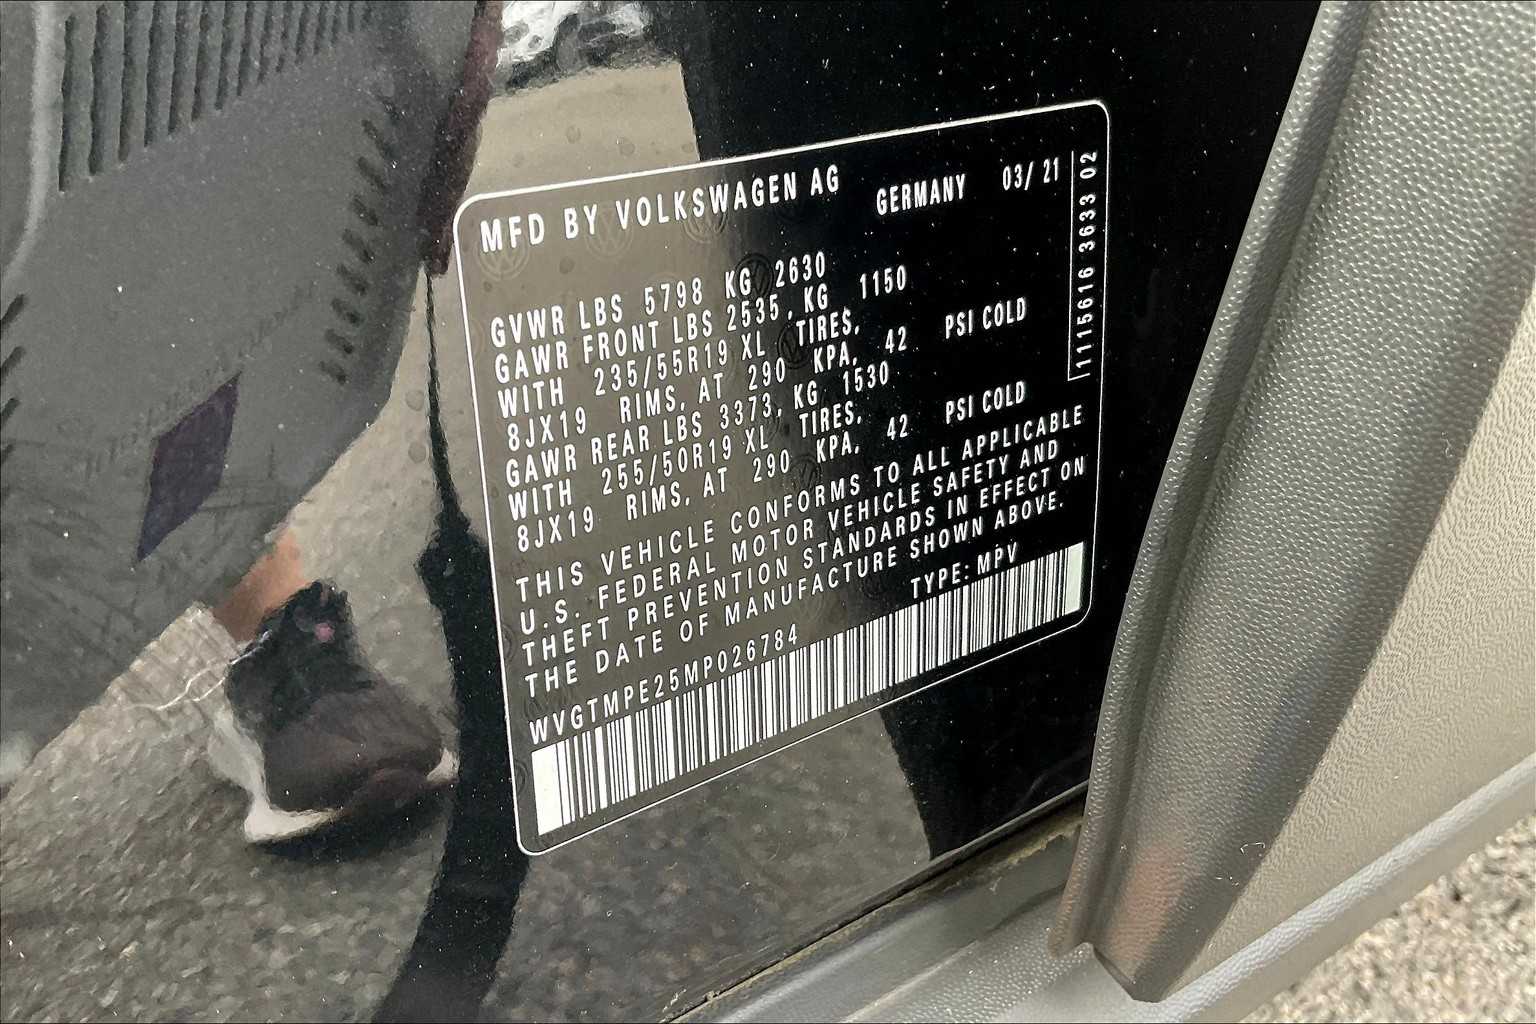 MFD BY VOLKSWAGEN AG GERMANY 03/ 21
GVWR LBS 5798 KG 2630
GAWR FRONT LBS 2535, KG 1150
WITH 235/55R19 XL TIRES,
8JX19 RIMS, AT 290 KPA, 42 PSI COLD
GAWR REAR LBS 3373, KG 1530
WITH 255/50R19 XL TIRES,
8JX19 RIMS, AT 290 KPA, 42 PSI COLD
THIS VEHICLE CONFORMS TO ALL APPLICABLE
U.S. FEDERAL MOTOR VEHICLE SAFETY AND
THEFT PREVENTION STANDARDS IN EFFECT ON
THE DATE OF MANUFACTURE SHOWN ABOVE.
WVGTMPE25MP026784 TYPE: MPV
1115616 3633 02